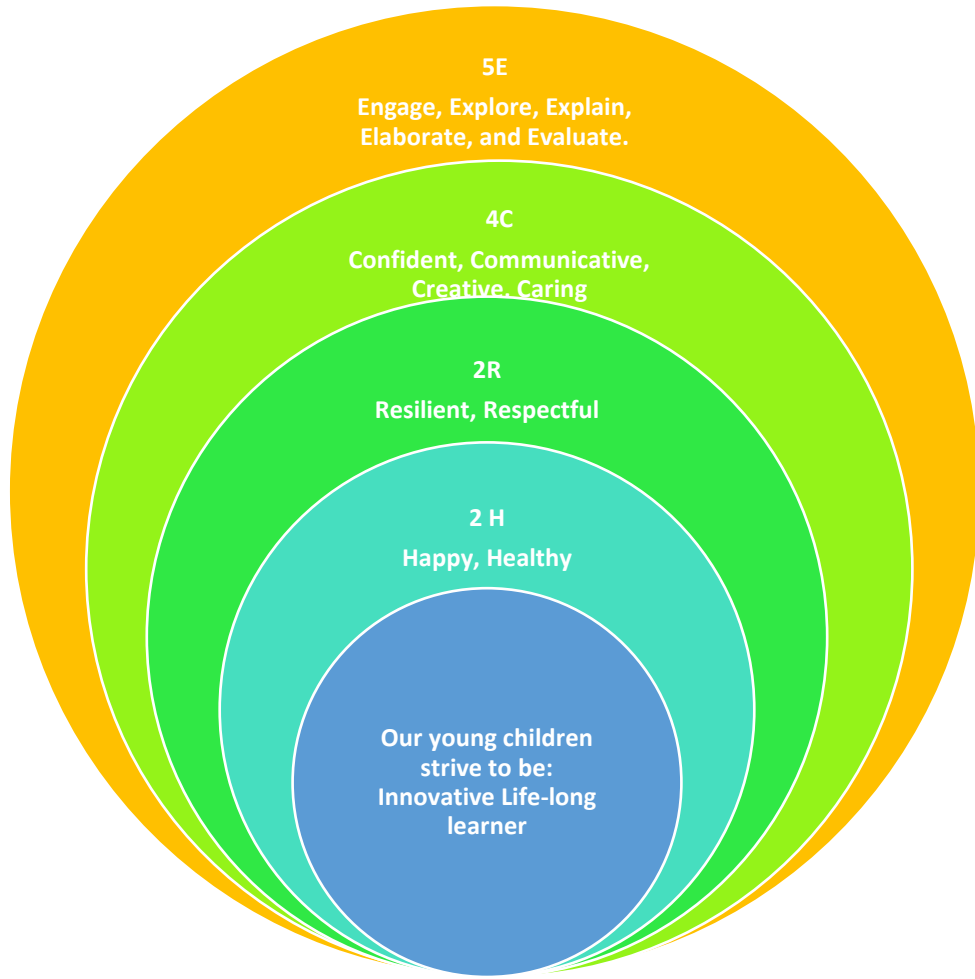 5E
Engage, Explore, Explain,
Elaborate, and Evaluate.
4C
Confident, Communicative,
Creative, Caring
2R
Resilient, Respectful
2 H
Happy, Healthy
Our young children
strive to be:
Innovative Life-long
learner